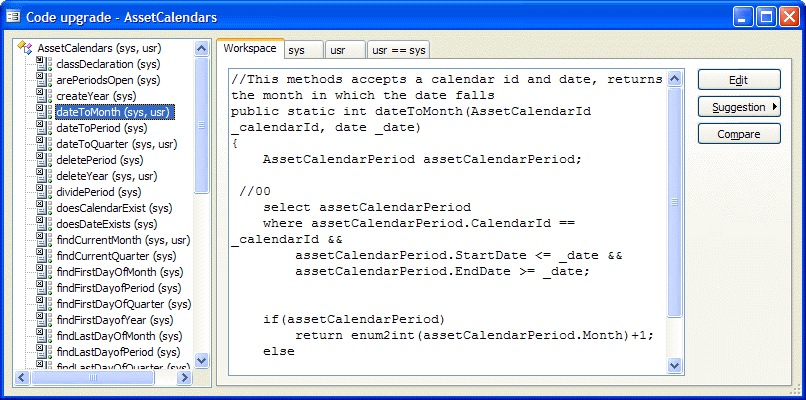 Code upgrade - AssetCalendars
AssetCalendars (sys, usr)
classDeclaration (sys)
arePeriodsOpen (sys)
createYear (sys)
dateToMonth (sys, usr)
dateToPeriod (sys)
dateToQuarter (sys, usr)
deletePeriod (sys)
deleteYear (sys, usr)
dividePeriod (sys)
doesCalendarExist (sys)
doesDateExists (sys)
findCurrentMonth (sys, usr)
findCurrentQuarter (sys)
findFirstDayOfMonth (sys)
findFirstDayofPeriod (sys)
findFirstDayOfQuarter (sys)
findFirstDayofYear (sys)
findLastDayOfMonth (sys)
findLastDayofPeriod (sys)
findLastDayOfQuarter (sys)
Workspace sys usr usr == sys
//This methods accepts a calendar id and date, returns
the month in which the date falls
public static int dateToMonth(AssetCalendarId
_calendarId, date _date)
{
AssetCalendarPeriod assetCalendarPeriod;
//00
select assetCalendarPeriod
where assetCalendarPeriod.CalendarId ==
_calendarId &&
assetCalendarPeriod.StartDate <= _date &&
assetCalendarPeriod.EndDate >= _date;
if(assetCalendarPeriod)
return enum2int(assetCalendarPeriod.Month)+1;
else
Edit
Suggestion
Compare